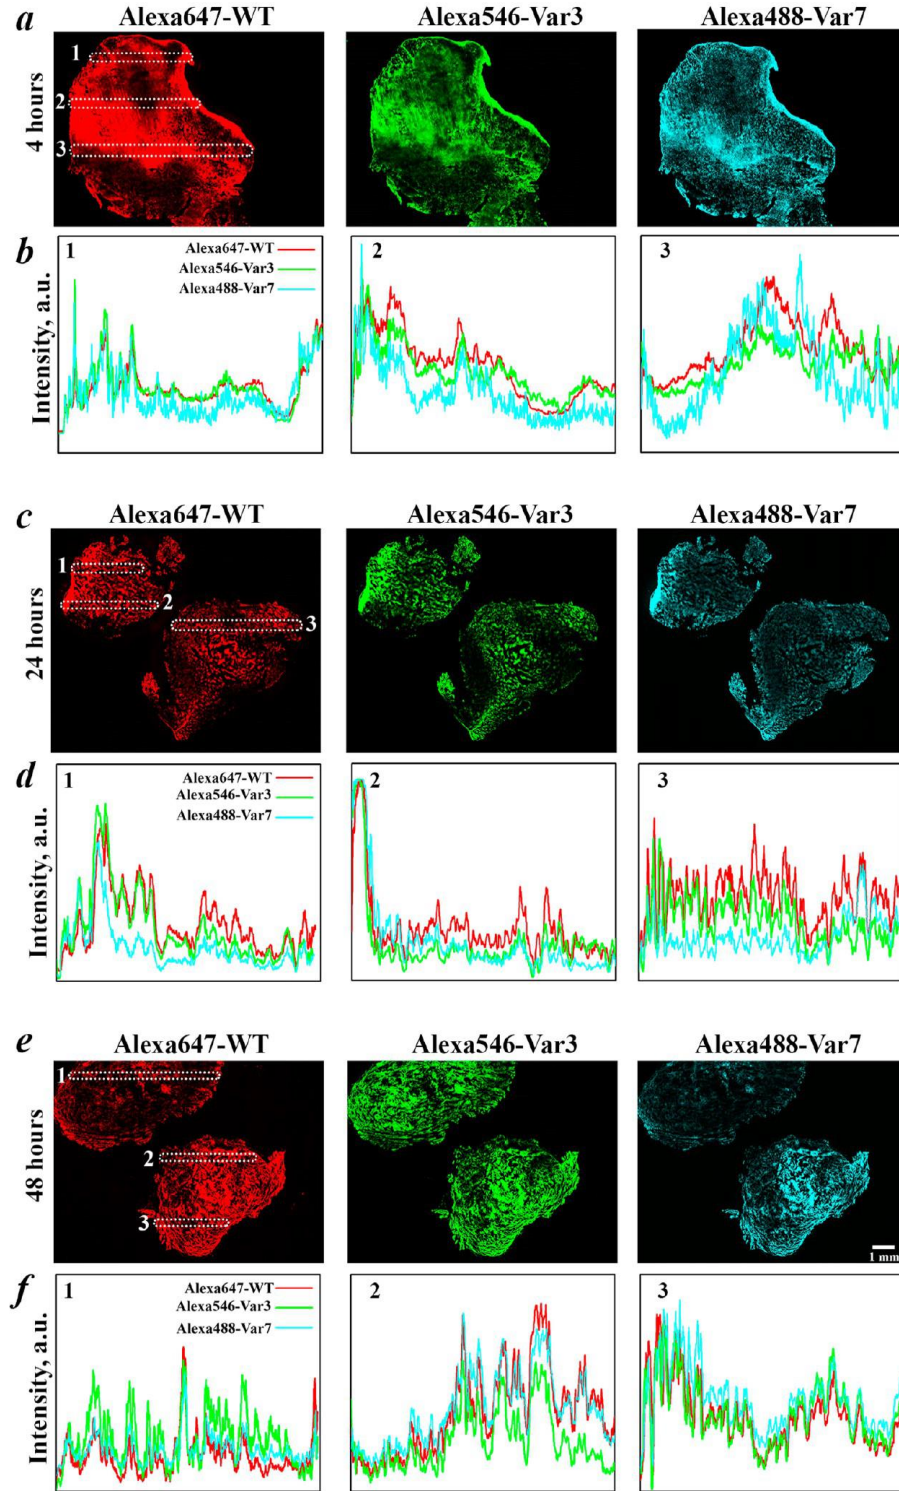 Alexa647-WT Alexa546-Var3 Alexa488-Var7
a
4 hours
1
2
3
b
Intensity, a.u.
1 2 3
Alexa647-WT
Alexa546-Var3
Alexa488-Var7
Alexa647-WT Alexa546-Var3 Alexa488-Var7
c
24 hours
1
2
3
d
Intensity, a.u.
1 2 3
Alexa647-WT
Alexa546-Var3
Alexa488-Var7
Alexa647-WT Alexa546-Var3 Alexa488-Var7
e
48 hours
1
2
3
1 mm
f
Intensity, a.u.
1 2 3
Alexa647-WT
Alexa546-Var3
Alexa488-Var7